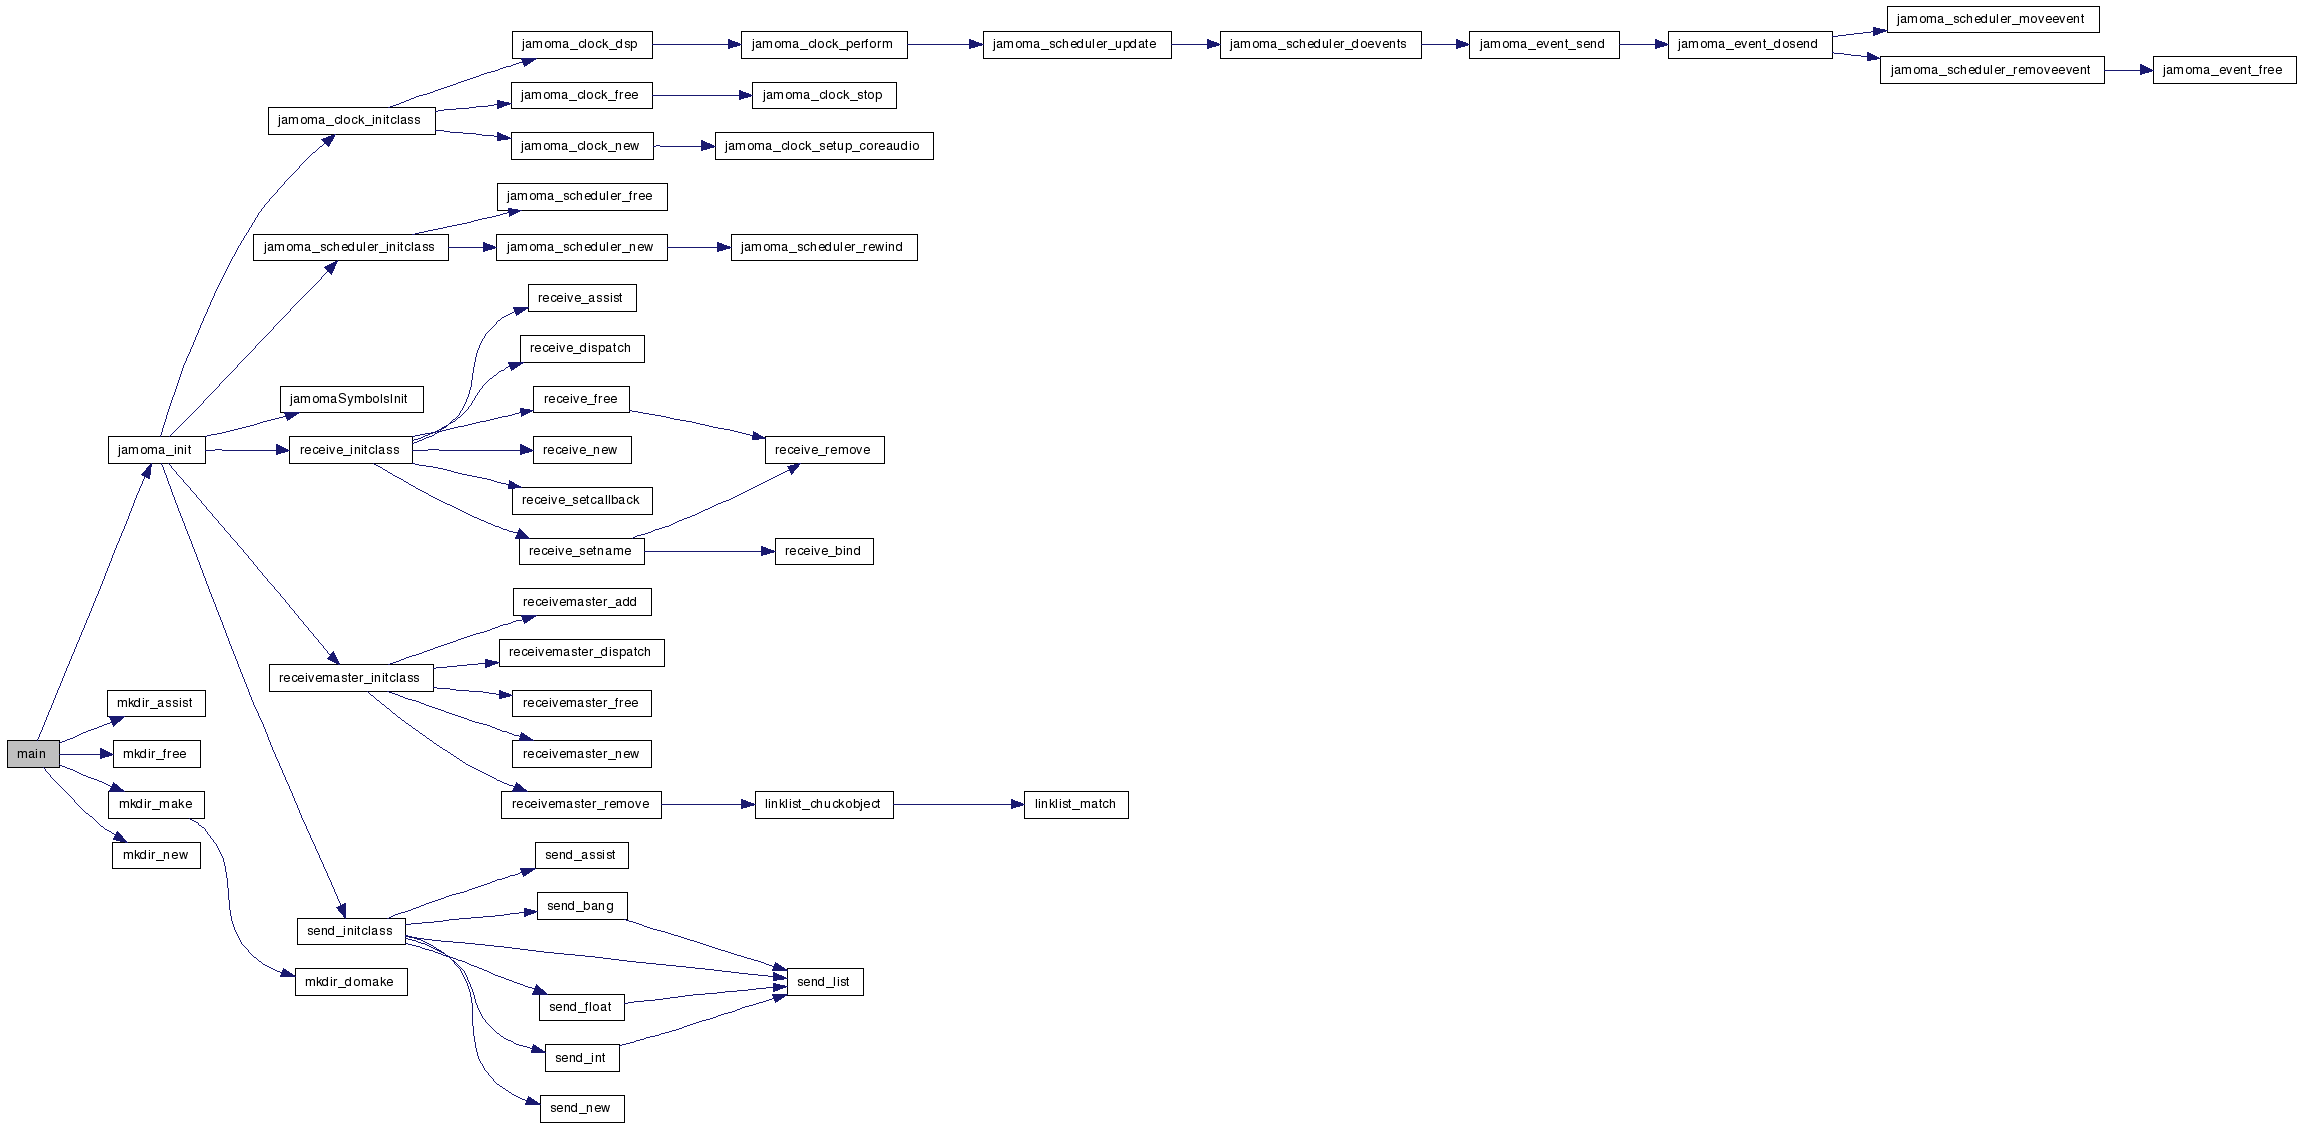 jamoma_scheduler_moveevent
jamoma_clock_dsp
jamoma_clock_perform
jamoma_scheduler_update
jamoma_scheduler_doevents
jamoma_event_send
jamoma_event_dosend
jamoma_scheduler_removeevent
jamoma_event_free
jamoma_clock_free
jamoma_clock_stop
jamoma_clock_initclass
jamoma_clock_new
jamoma_clock_setup_coreaudio
jamoma_scheduler_free
jamoma_scheduler_initclass
jamoma_scheduler_new
jamoma_scheduler_rewind
receive_assist
receive_dispatch
jamomaSymbolsInit
receive_free
jamoma_init
receive_initclass
receive_new
receive_remove
receive_setcallback
receive_setname
receive_bind
receivemaster_add
receivemaster_dispatch
receivemaster_initclass
mkdir_assist
receivemaster_free
main
mkdir_free
receivemaster_new
mkdir_make
receivemaster_remove
linklist_chuckobject
linklist_match
mkdir_new
send_assist
send_bang
send_initclass
mkdir_domake
send_list
send_float
send_int
send_new